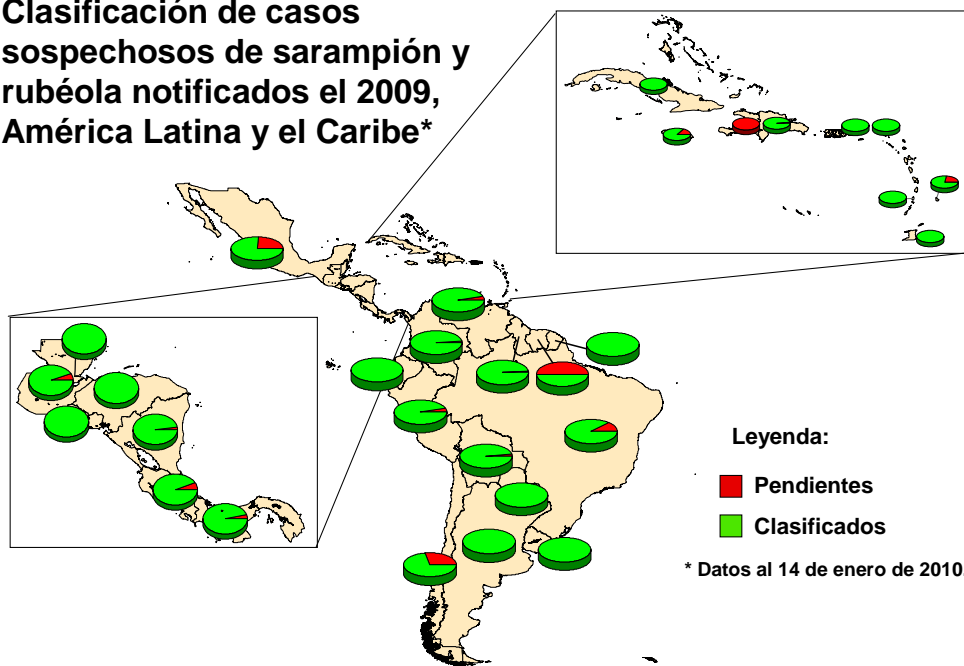 Clasificación de casos
sospechosos de sarampión y
rubéola notificados el 2009,
América Latina y el Caribe*
Leyenda:
Pendientes
Clasificados
* Datos al 14 de enero de 2010.